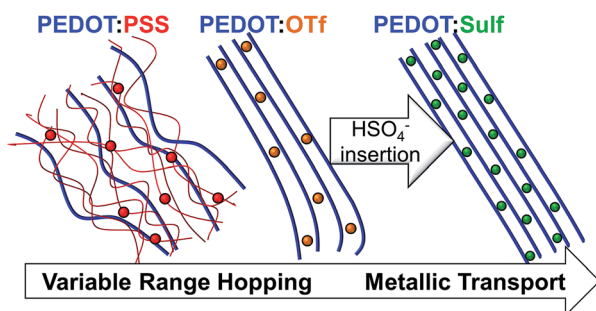 PEDOT:PSS
PEDOT:OTf
PEDOT:Sulf
HSO₄⁻
insertion
Variable Range Hopping
Metallic Transport